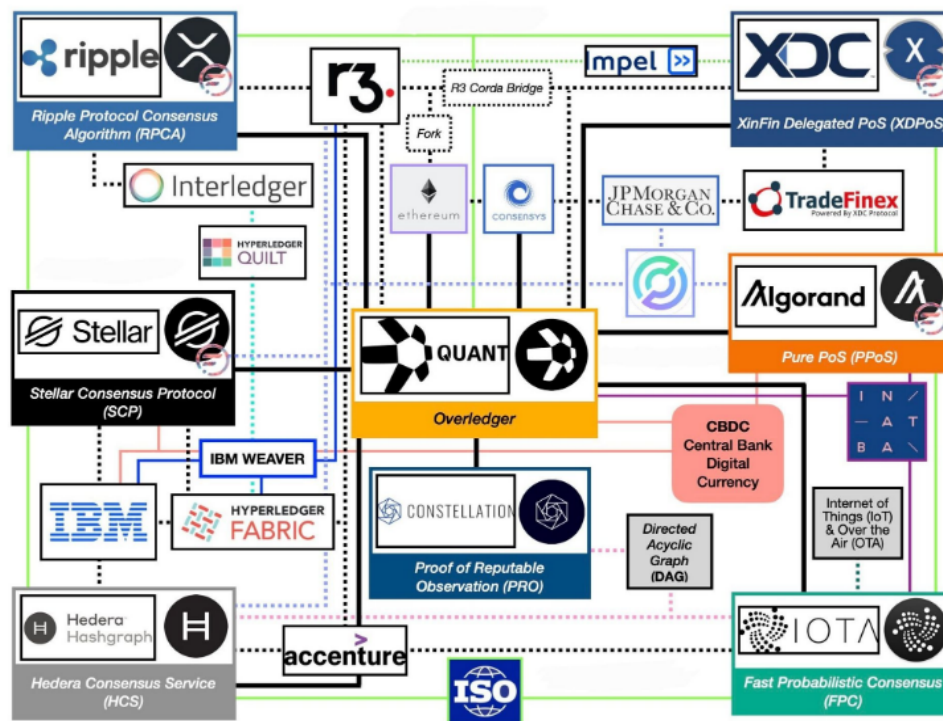 ripple
Ripple Protocol Consensus
Algorithm (RPCA)
r3.
Impel
R3 Corda Bridge
XDC
X
XinFin Delegated PoS (XDPoS)
Fork
Interledger
ethereum
CONSENSYS
JPMORGAN
CHASE & CO.
TradeFinex
Powered By XDC Protocol
HYPERLEDGER
QUILT
Stellar
Stellar Consensus Protocol
(SCP)
QUANT
Overledger
Algorand
Pure PoS (PPoS)
IN/
—AT
BA\
CBDC
Central Bank
Digital
Currency
IBM WEAVER
IBM
HYPERLEDGER
FABRIC
CONSTELLATION
Proof of Reputable
Observation (PRO)
Directed
Acyclic
Graph
(DAG)
Internet of
Things (IoT)
& Over the
Air (OTA)
H
Hedera
Hashgraph
H
Hedera Consensus Service
(HCS)
>
accenture
ISO
IOTA
Fast Probabilistic Consensus
(FPC)